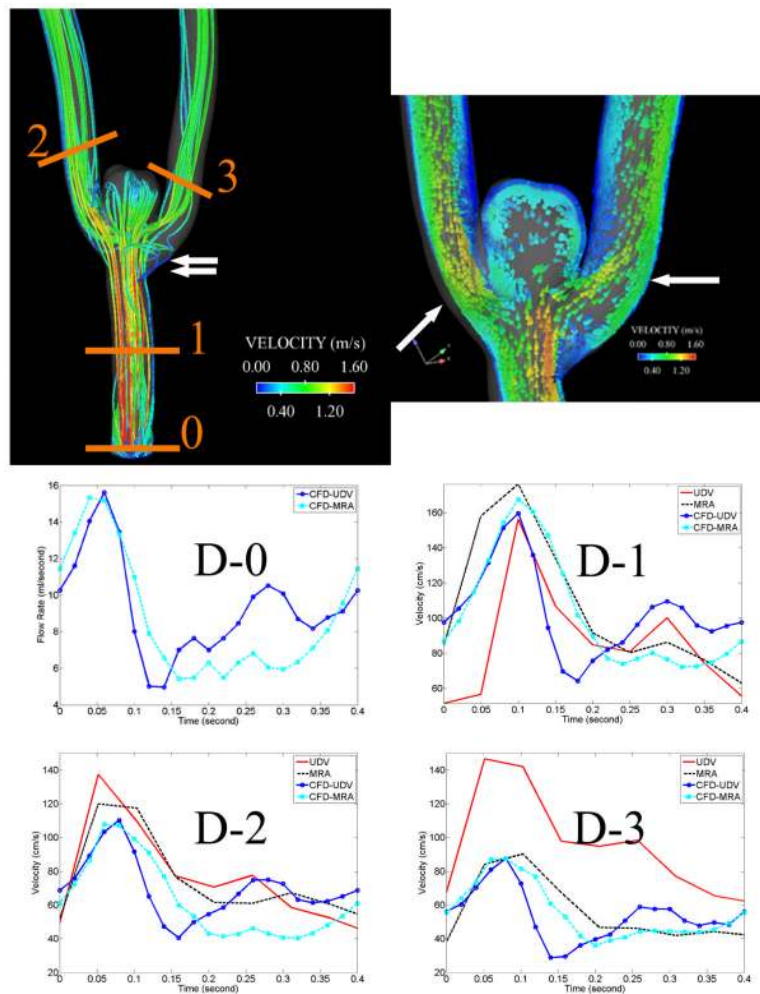 2
3
1
0
VELOCITY (m/s)
0.00 0.80 1.60
0.40 1.20
VELOCITY (m/s)
0.00 0.80 1.60
0.40 1.20
16
14
12
10
8
6
4
Flow Rate (ml/second)
CFD-UDV
CFD-MRA
D-0
0 0.05 0.1 0.15 0.2 0.25 0.3 0.35 0.4
Time (second)
160
140
120
100
80
60
Velocity (cm/s)
UDV
MRA
CFD-UDV
CFD-MRA
D-1
0 0.05 0.1 0.15 0.2 0.25 0.3 0.35 0.4
Time (second)
140
120
100
80
60
40
20
Velocity (cm/s)
UDV
MRA
CFD-UDV
CFD-MRA
D-2
0 0.05 0.1 0.15 0.2 0.25 0.3 0.35 0.4
Time (second)
140
120
100
80
60
40
20
Velocity (cm/s)
UDV
MRA
CFD-UDV
CFD-MRA
D-3
0 0.05 0.1 0.15 0.2 0.25 0.3 0.35 0.4
Time (second)